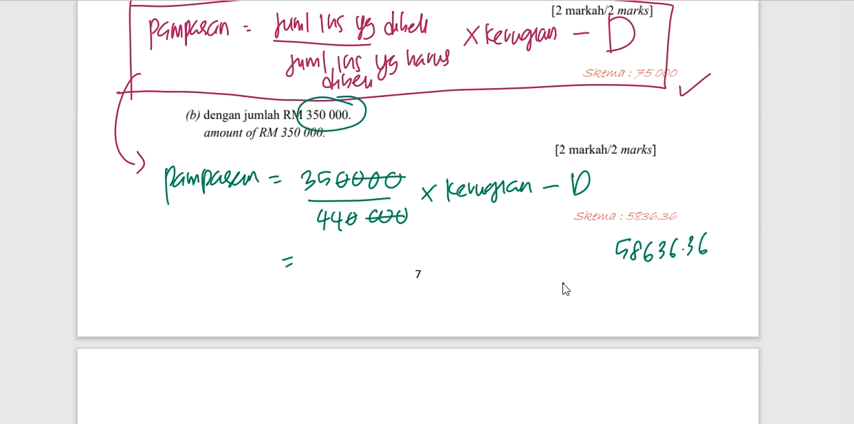 [2 markah/2 marks]
Pampasan = Juml ins yg dibeli / Juml ins yg harus dibeli × Kerugian − D
Skema : 75 000
(b) dengan jumlah RM 350 000.
amount of RM 350 000.
[2 markah/2 marks]
Pampasan = 350000 / 440 000 × Kerugian − D
Skema : 5836.36
=
58636.36
7